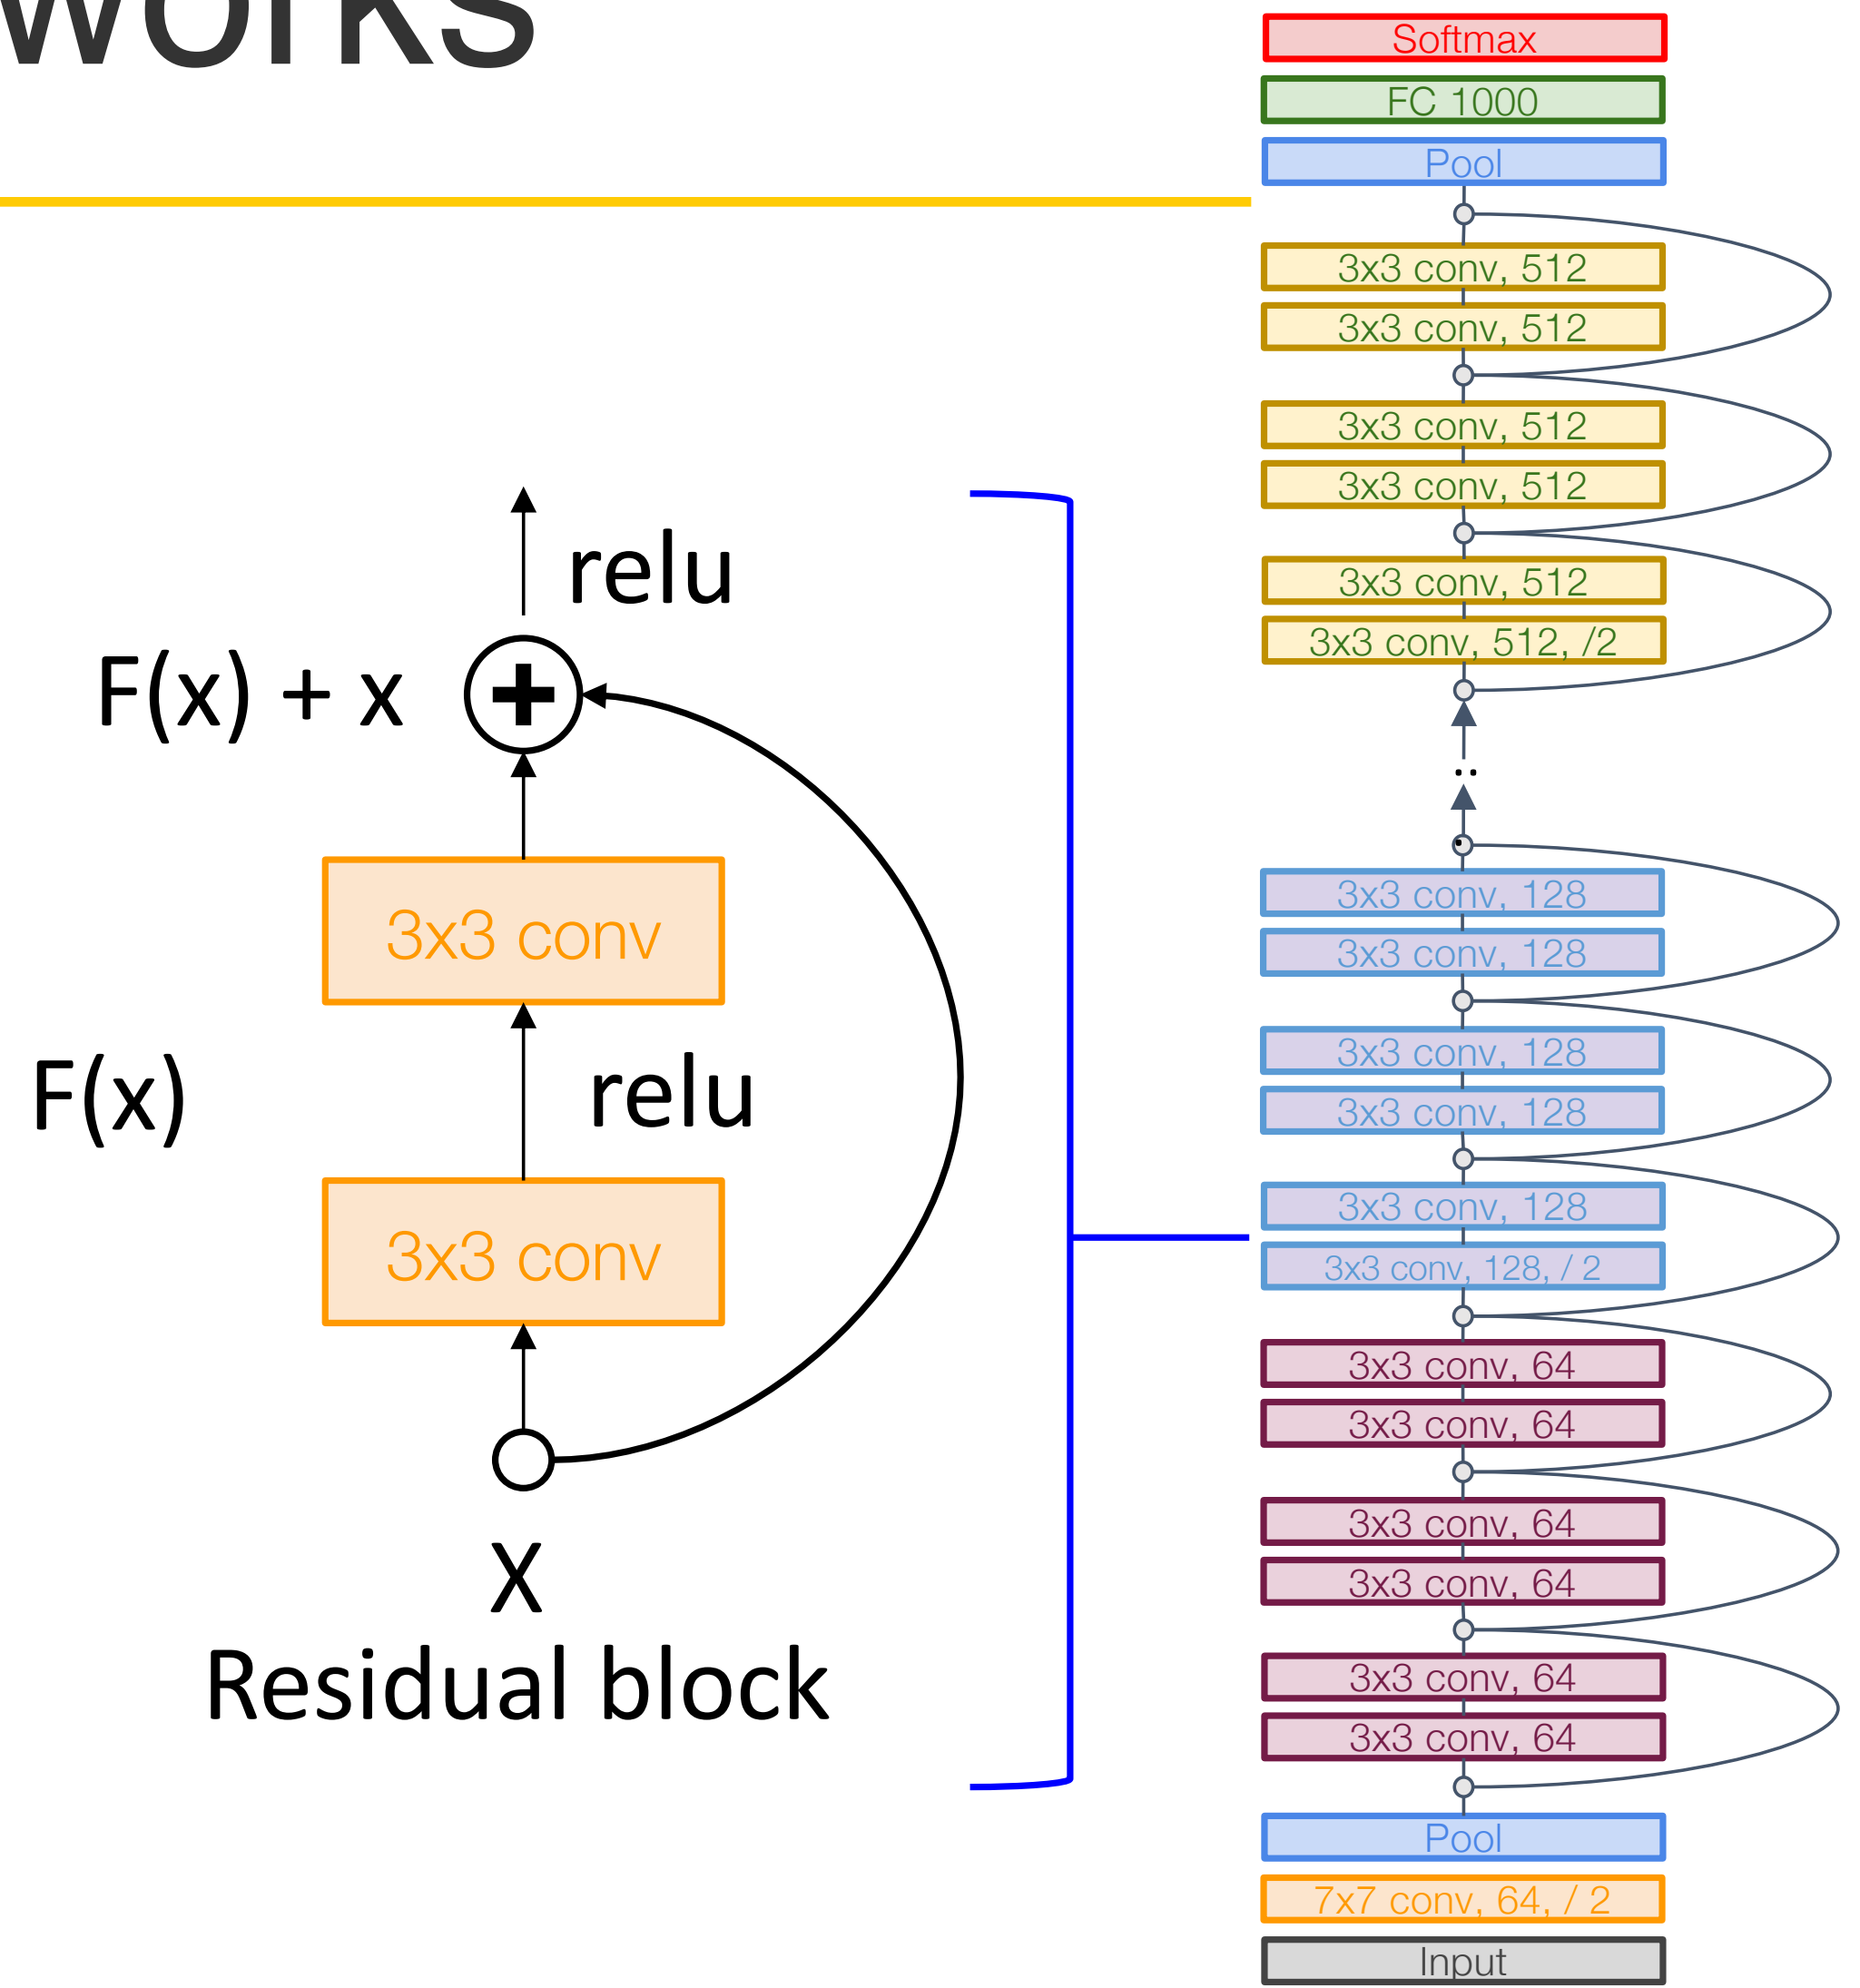 works
relu
F(x) + x
3x3 conv
F(x)
relu
3x3 conv
X
Residual block
Softmax
FC 1000
Pool
3x3 conv, 512
3x3 conv, 512
3x3 conv, 512
3x3 conv, 512
3x3 conv, 512
3x3 conv, 512, /2
..
.
3x3 conv, 128
3x3 conv, 128
3x3 conv, 128
3x3 conv, 128
3x3 conv, 128
3x3 conv, 128, / 2
3x3 conv, 64
3x3 conv, 64
3x3 conv, 64
3x3 conv, 64
3x3 conv, 64
3x3 conv, 64
Pool
7x7 conv, 64, / 2
Input